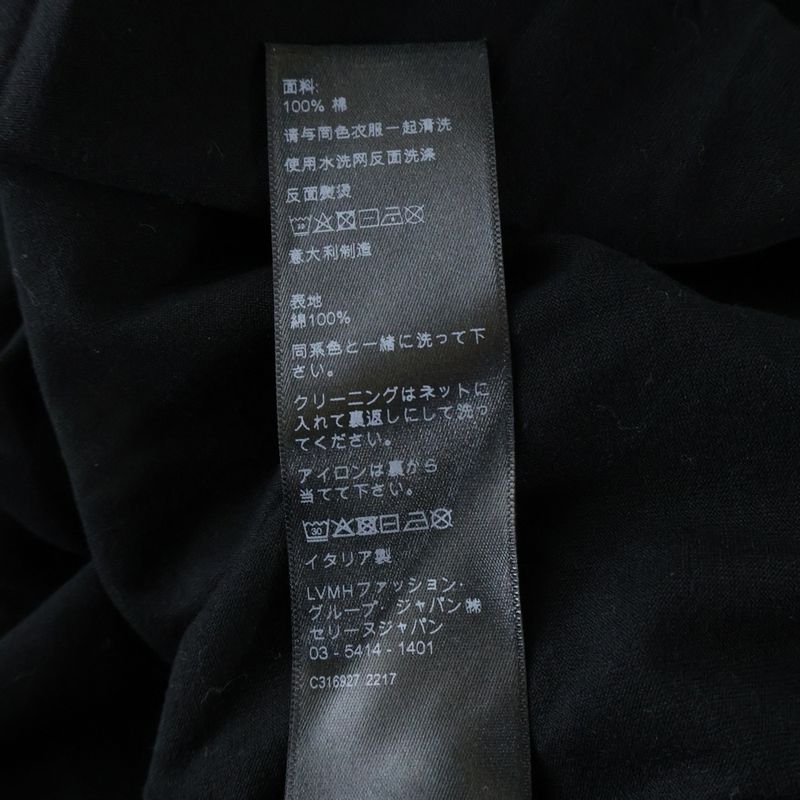 面料:
100% 棉
请与同色衣服一起清洗
使用水洗网反面洗涤
反面熨烫
意大利制造
表地
綿100%
同系色と一緒に洗って下
さい。
クリーニングはネットに
入れて裏返しにして洗っ
てください。
アイロンは裏から
当てて下さい。
30
イタリア製
LVMHファッション・
グループ・ジャパン㈱
セリーヌジャパン
03 - 5414 - 1401
C316927 2217